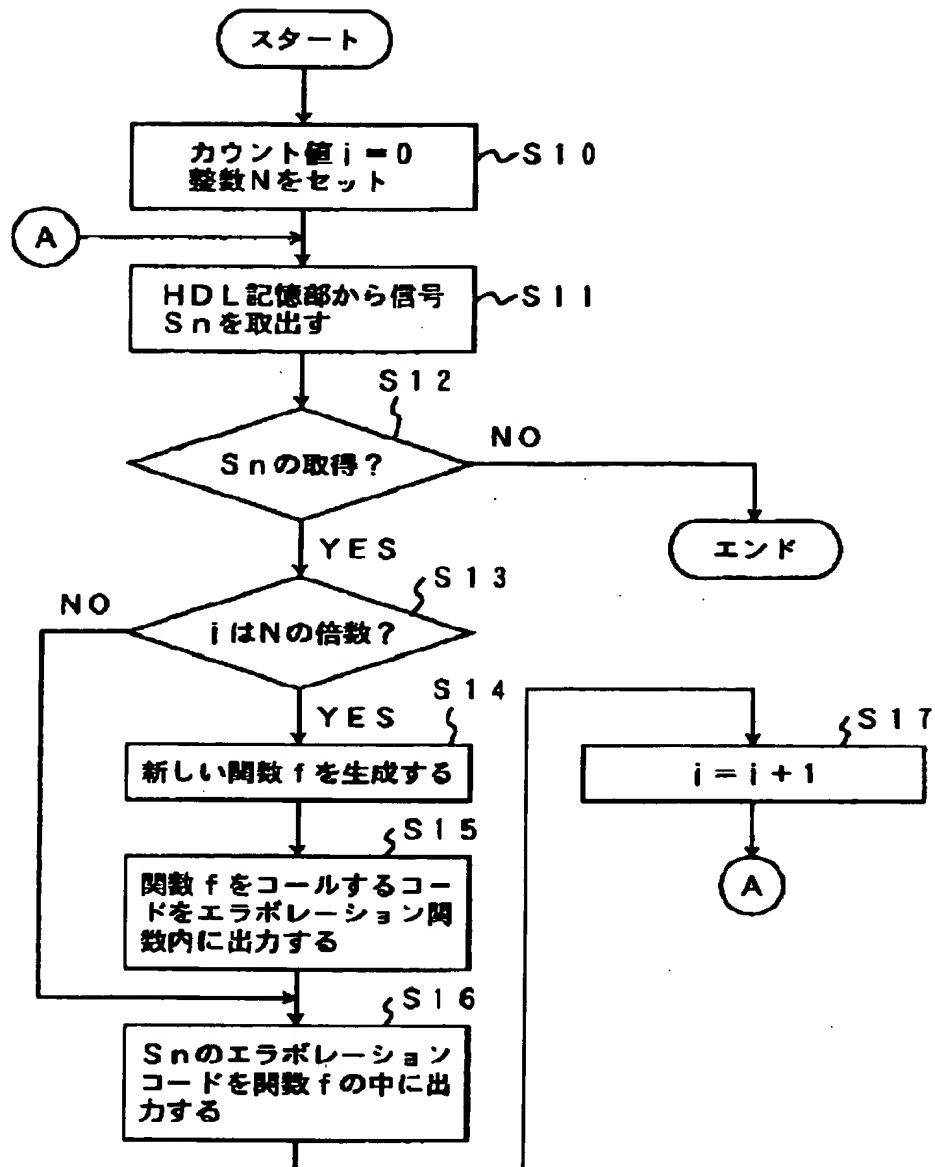 スタート
カウント値i=0
整数Nをセット
S10
A
HDL記憶部から信号
Snを取出す
S11
S12
Snの取得?
NO
エンド
YES
S13
iはNの倍数?
NO
YES
S14
新しい関数fを生成する
S15
関数fをコールするコー
ドをエラボレーション関
数内に出力する
S16
Snのエラボレーション
コードを関数fの中に出
力する
S17
i=i+1
A